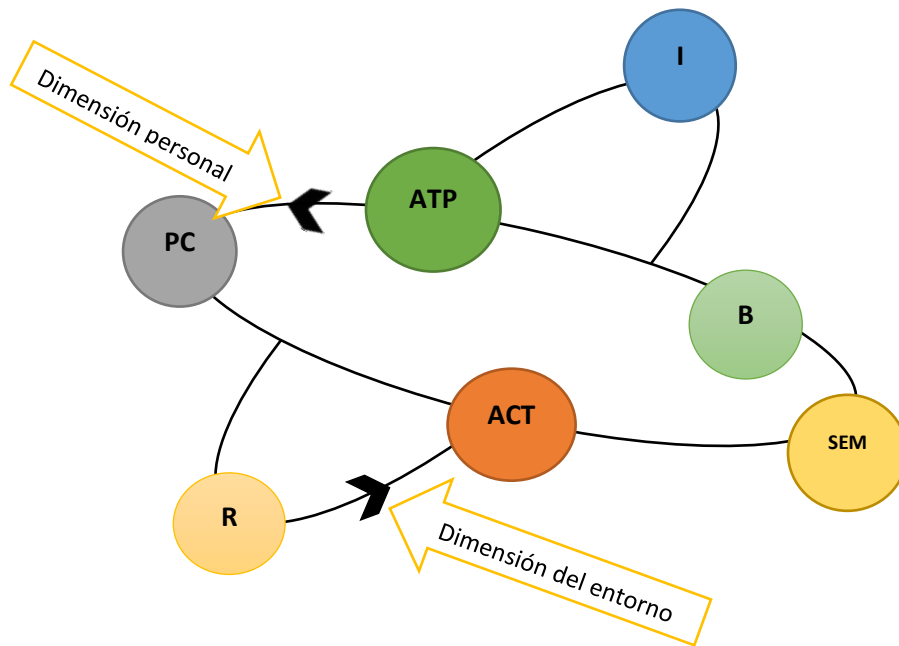 I
Dimensión personal
ATP
PC
B
ACT
SEM
R
Dimensión del entorno